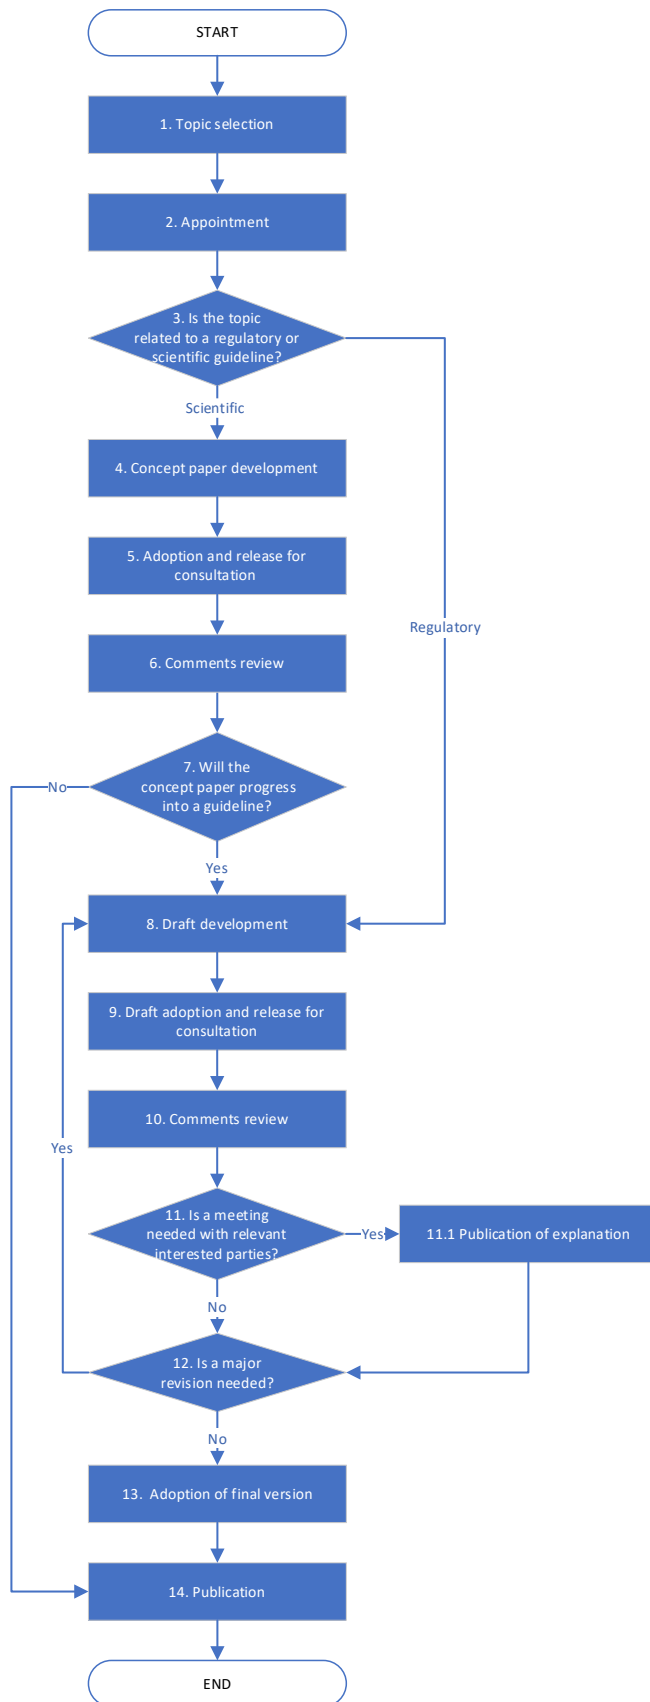 START
1. Topic selection
2. Appointment
3. Is the topic
related to a regulatory or
scientific guideline?
Scientific
4. Concept paper development
5. Adoption and release for
consultation
Regulatory
6. Comments review
7. Will the
concept paper progress
into a guideline?
No
Yes
8. Draft development
9. Draft adoption and release for
consultation
10. Comments review
Yes
11. Is a meeting
needed with relevant
interested parties?
Yes
11.1 Publication of explanation
No
12. Is a major
revision needed?
No
13. Adoption of final version
14. Publication
END